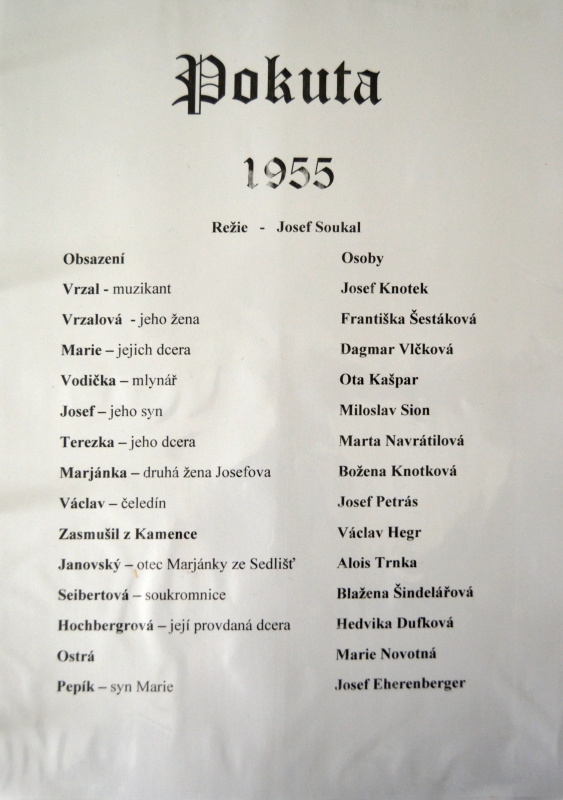 Pokuta
1955
Režie - Josef Soukal
Obsazení Osoby
Vrzal - muzikant Josef Knotek
Vrzalová - jeho žena Františka Šestáková
Marie – jejich dcera Dagmar Vlčková
Vodička – mlynář Ota Kašpar
Josef – jeho syn Miloslav Sion
Terezka – jeho dcera Marta Navrátilová
Marjánka – druhá žena Josefova Božena Knotková
Václav – čeledín Josef Petrás
Zasmušil z Kamence Václav Hegr
Janovský – otec Marjánky ze Sedlišť Alois Trnka
Seibertová – soukromnice Blažena Šindelářová
Hochbergrová – její provdaná dcera Hedvika Dufková
Ostrá Marie Novotná
Pepík – syn Marie Josef Eherenberger